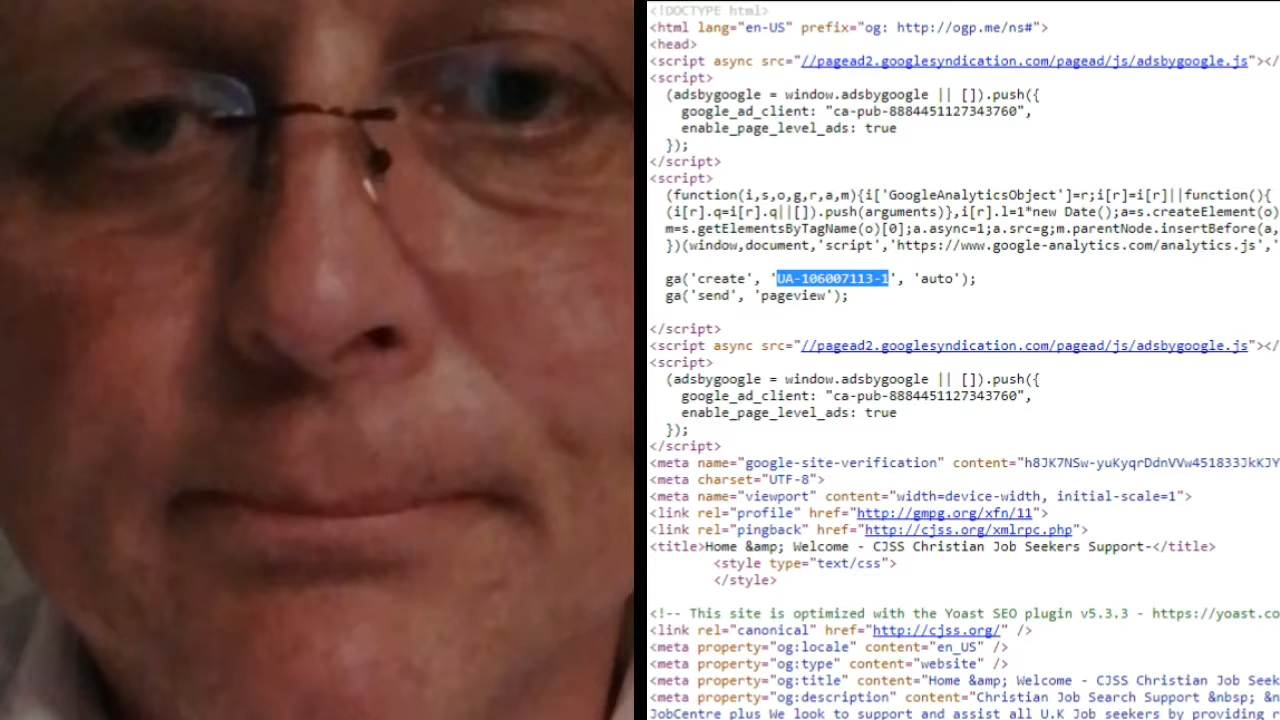 <!DOCTYPE html>
<html lang="en-US" prefix="og: http://ogp.me/ns#">
<head>
<script async src="//pagead2.googlesyndication.com/pagead/js/adsbygoogle.js"></
<script>
(adsbygoogle = window.adsbygoogle || []).push({
google_ad_client: "ca-pub-8884451127343760",
enable_page_level_ads: true
});
</script>
<script>
(function(i,s,o,g,r,a,m){i['GoogleAnalyticsObject']=r;i[r]=i[r]||function(){
(i[r].q=i[r].q||[]).push(arguments)},i[r].l=1*new Date();a=s.createElement(o)
m=s.getElementsByTagName(o)[0];a.async=1;a.src=g;m.parentNode.insertBefore(a,
})(window,document,'script','https://www.google-analytics.com/analytics.js','
ga('create', 'UA-106007113-1', 'auto');
ga('send', 'pageview');
</script>
<script async src="//pagead2.googlesyndication.com/pagead/js/adsbygoogle.js"></
<script>
(adsbygoogle = window.adsbygoogle || []).push({
google_ad_client: "ca-pub-8884451127343760",
enable_page_level_ads: true
});
</script>
<meta name="google-site-verification" content="h8JK7NSw-yuKyqrDdnVVw451833JkKJY
<meta charset="UTF-8">
<meta name="viewport" content="width=device-width, initial-scale=1">
<link rel="profile" href="http://gmpg.org/xfn/11">
<link rel="pingback" href="http://cjss.org/xmlrpc.php">
<title>Home &amp; Welcome - CJSS Christian Job Seekers Support-</title>
<style type="text/css">
</style>
<!-- This site is optimized with the Yoast SEO plugin v5.3.3 - https://yoast.co
<link rel="canonical" href="http://cjss.org/" />
<meta property="og:locale" content="en_US" />
<meta property="og:type" content="website" />
<meta property="og:title" content="Home &amp; Welcome - CJSS Christian Job Seek
<meta property="og:description" content="Christian Job Search Support &nbsp; &n
JobCentre plus We look to support and assist all U.K Job seekers by providing r